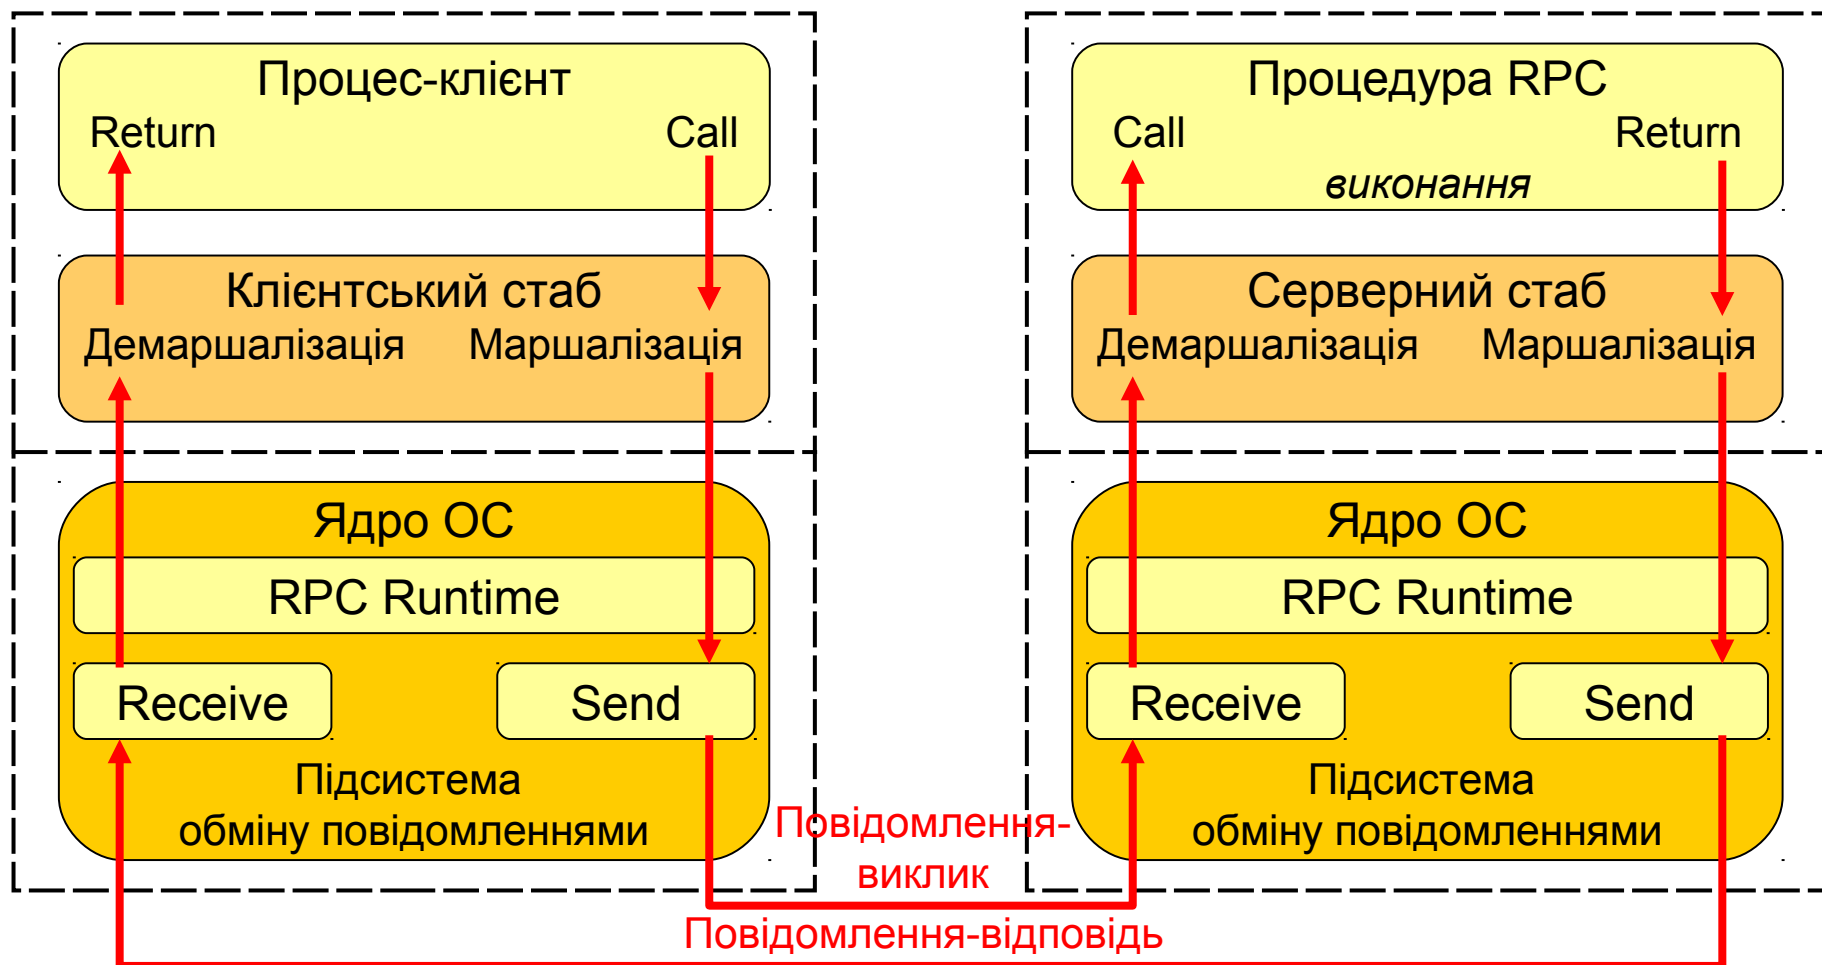 Процес-клієнт
Return
Call
Клієнтський стаб
Демаршалізація
Маршалізація
Ядро ОС
RPC Runtime
Receive
Send
Підсистема
обміну повідомленнями
Процедура RPC
Call
Return
виконання
Серверний стаб
Демаршалізація
Маршалізація
Ядро ОС
RPC Runtime
Receive
Send
Підсистема
обміну повідомленнями
Повідомлення-
виклик
Повідомлення-відповідь